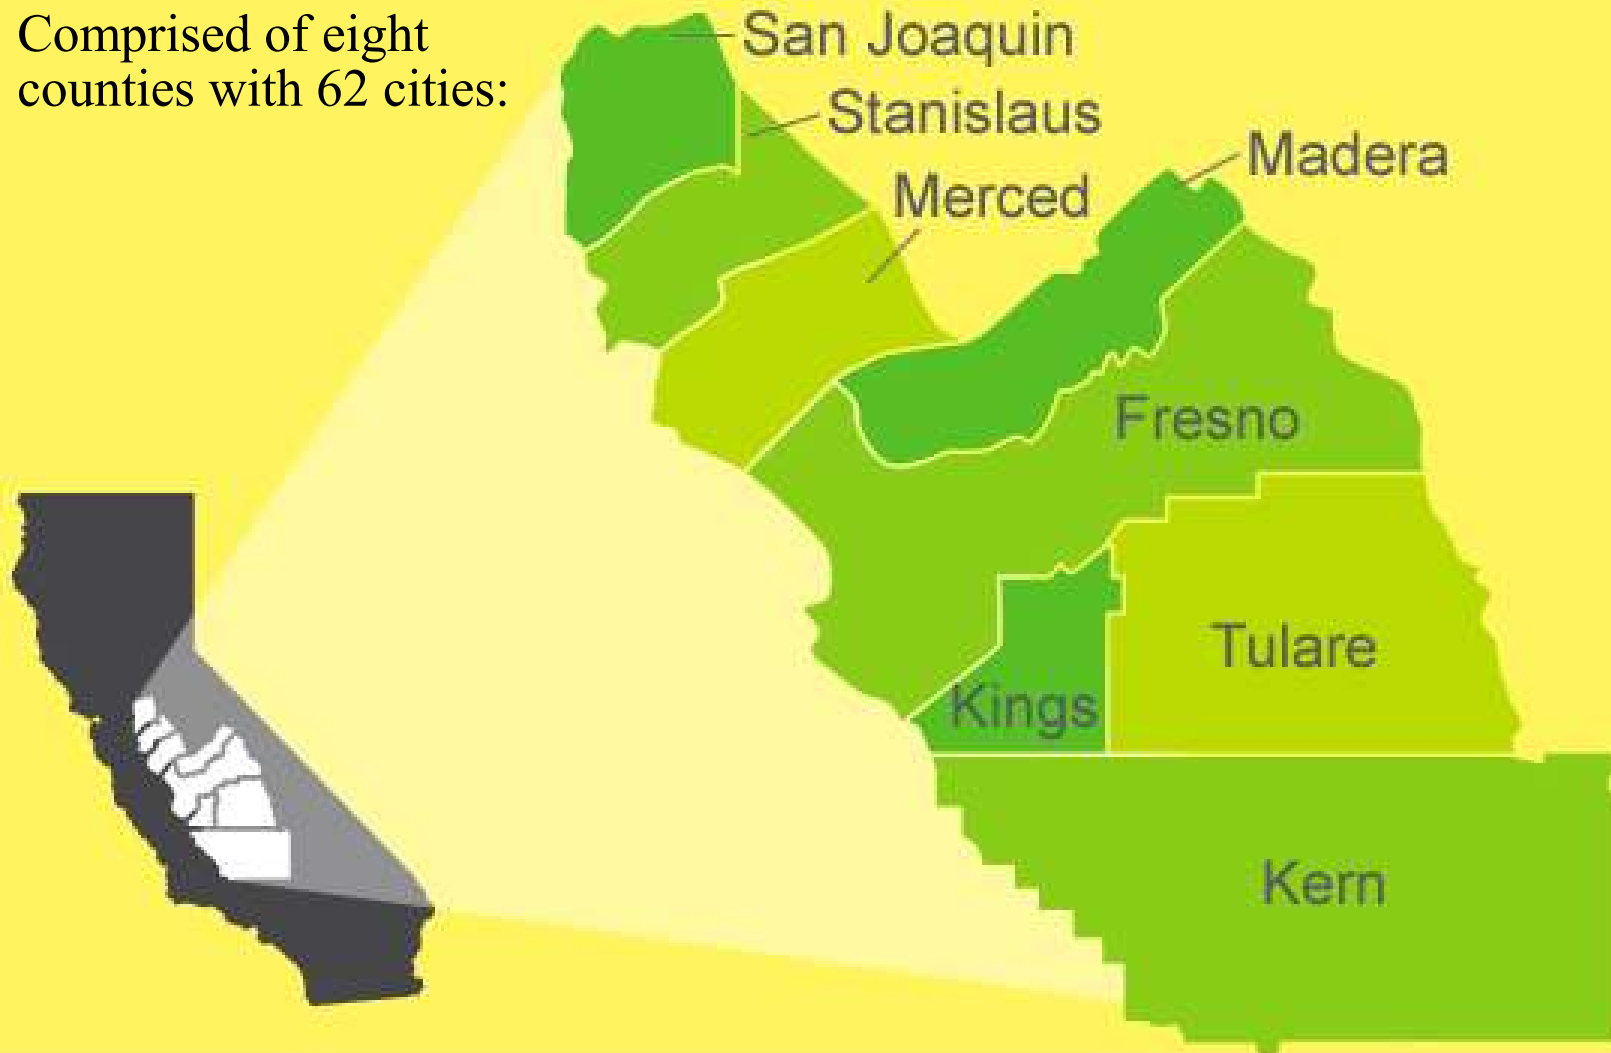 Comprised of eight
counties with 62 cities:
San Joaquin
Stanislaus
Madera
Merced
Fresno
Tulare
Kings
Kern